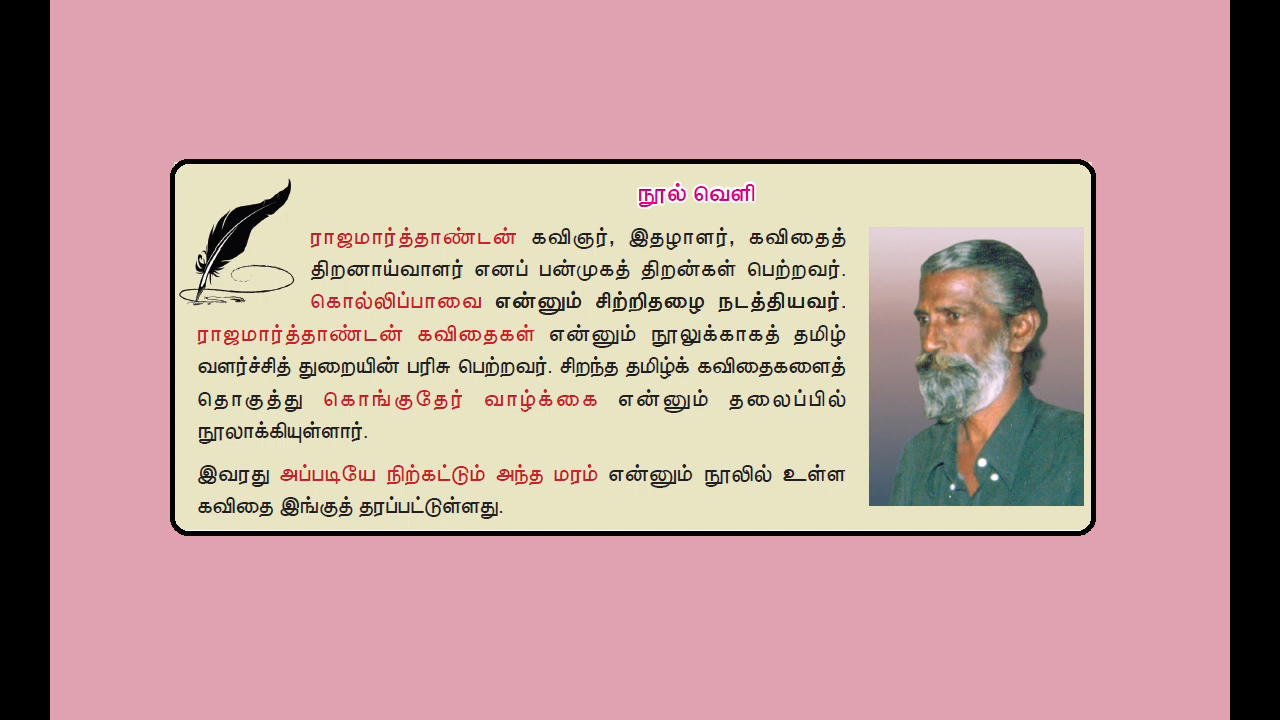 நூல் வெளி
ராஜமார்த்தாண்டன் கவிஞர், இதழாளர், கவிதைத்
திறனாய்வாளர் எனப் பன்முகத் திறன்கள் பெற்றவர்.
கொல்லிப்பாவை என்னும் சிற்றிதழை நடத்தியவர்.
ராஜமார்த்தாண்டன் கவிதைகள் என்னும் நூலுக்காகத் தமிழ்
வளர்ச்சித் துறையின் பரிசு பெற்றவர். சிறந்த தமிழ்க் கவிதைகளைத்
தொகுத்து கொங்குதேர் வாழ்க்கை என்னும் தலைப்பில்
நூலாக்கியுள்ளார்.
இவரது அப்படியே நிற்கட்டும் அந்த மரம் என்னும் நூலில் உள்ள
கவிதை இங்குத் தரப்பட்டுள்ளது.